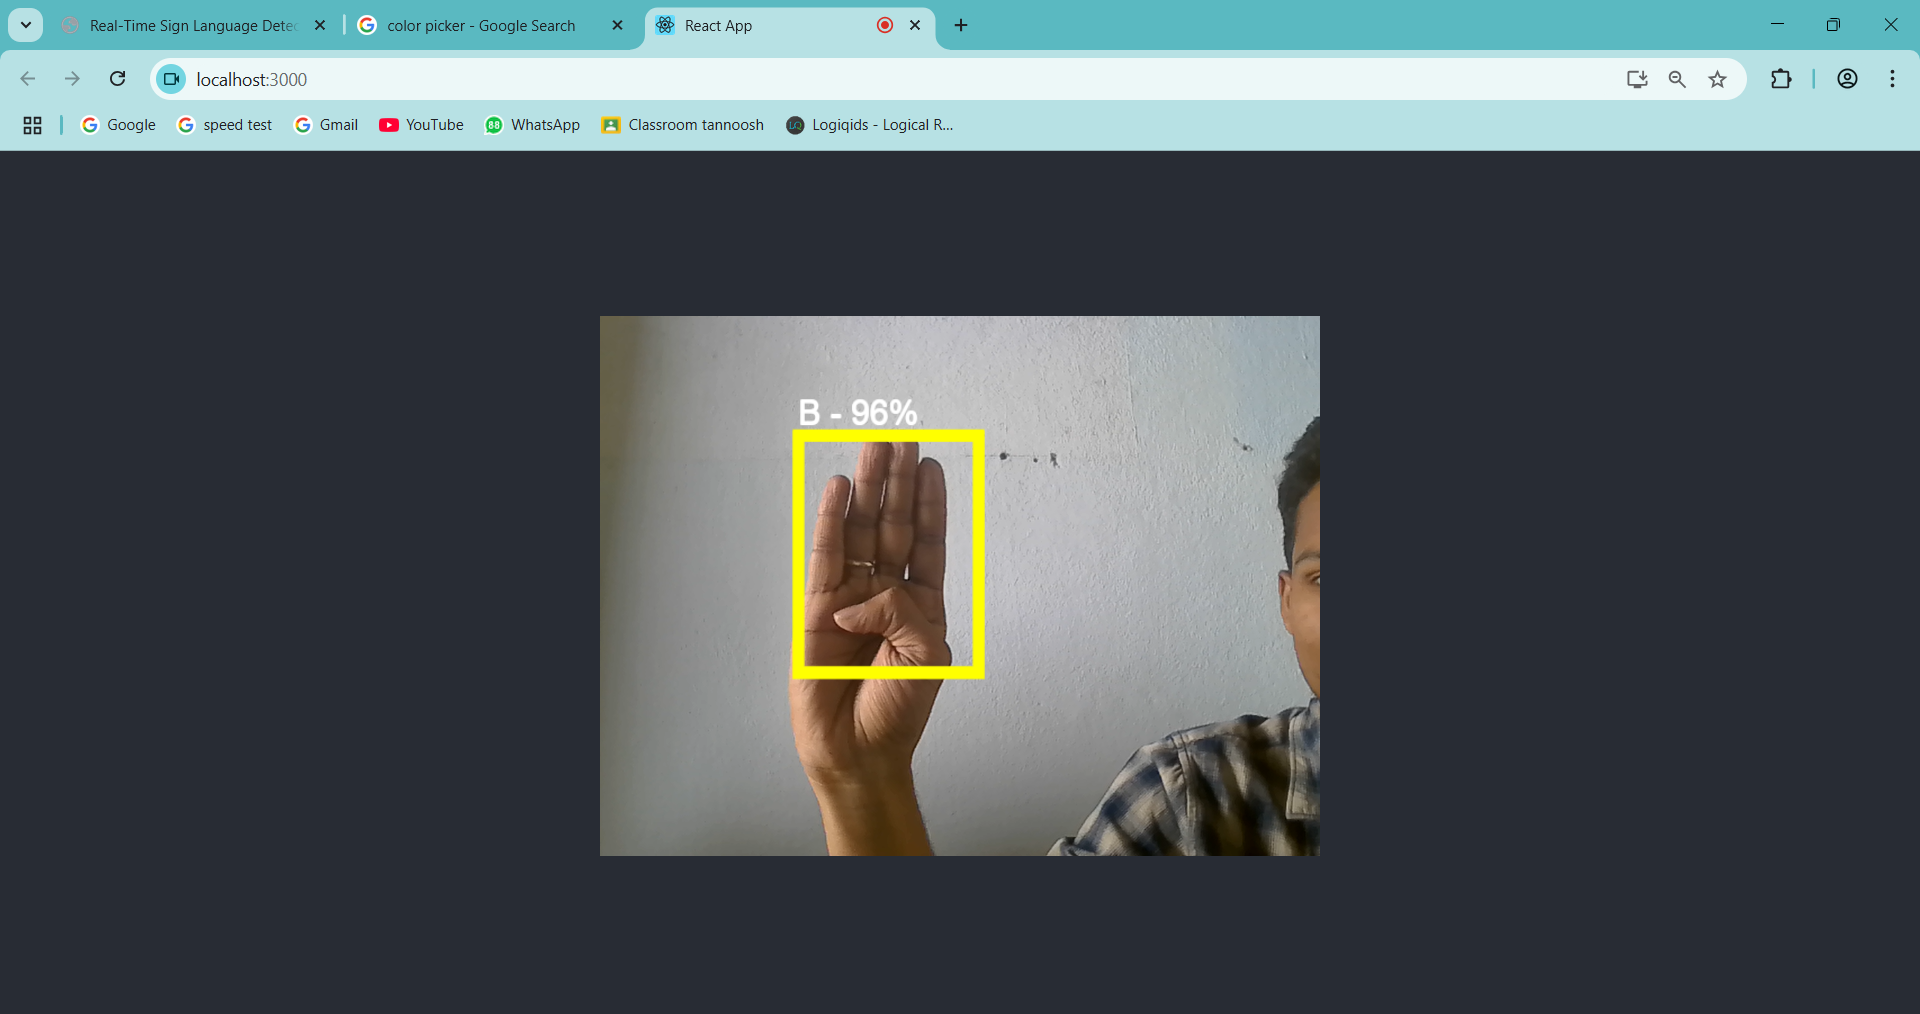 Real-Time Sign Language Detec
color picker - Google Search
React App
localhost:3000
Google
speed test
Gmail
YouTube
88
WhatsApp
Classroom tannoosh
Logiqids - Logical R...
B - 96%